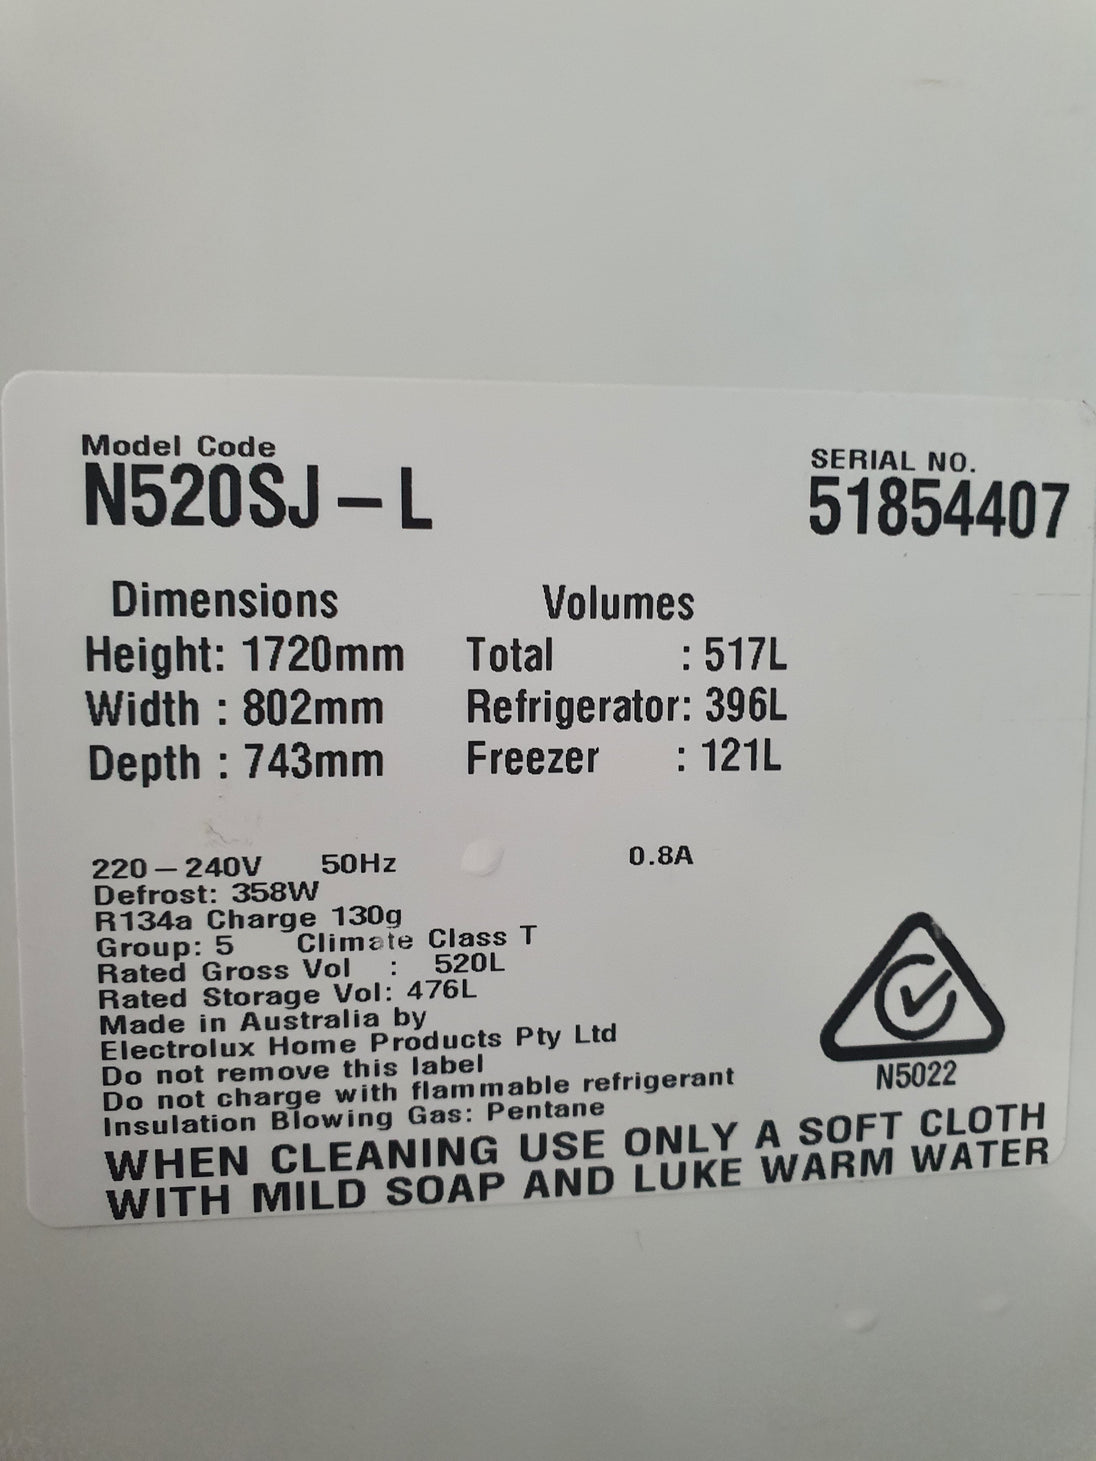 Model Code
N520SJ-L
SERIAL NO.
51854407
Dimensions
Height: 1720mm
Width : 802mm
Depth : 743mm
Volumes
Total : 517L
Refrigerator: 396L
Freezer : 121L
220-240V 50Hz 0.8A
Defrost: 358W
R134a Charge 130g
Group: 5 Climate Class T
Rated Gross Vol : 520L
Rated Storage Vol: 476L
Made in Australia by
Electrolux Home Products Pty Ltd
Do not remove this label
Do not charge with flammable refrigerant
Insulation Blowing Gas: Pentane
N5022
WHEN CLEANING USE ONLY A SOFT CLOTH
WITH MILD SOAP AND LUKE WARM WATER